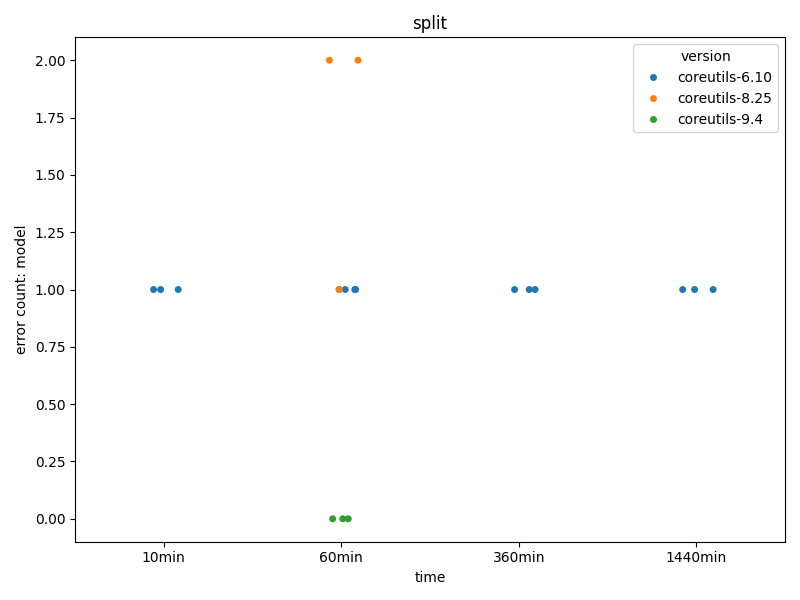 split
version
coreutils-6.10
coreutils-8.25
coreutils-9.4
error count: model
2.00
1.75
1.50
1.25
1.00
0.75
0.50
0.25
0.00
10min
60min
360min
1440min
time